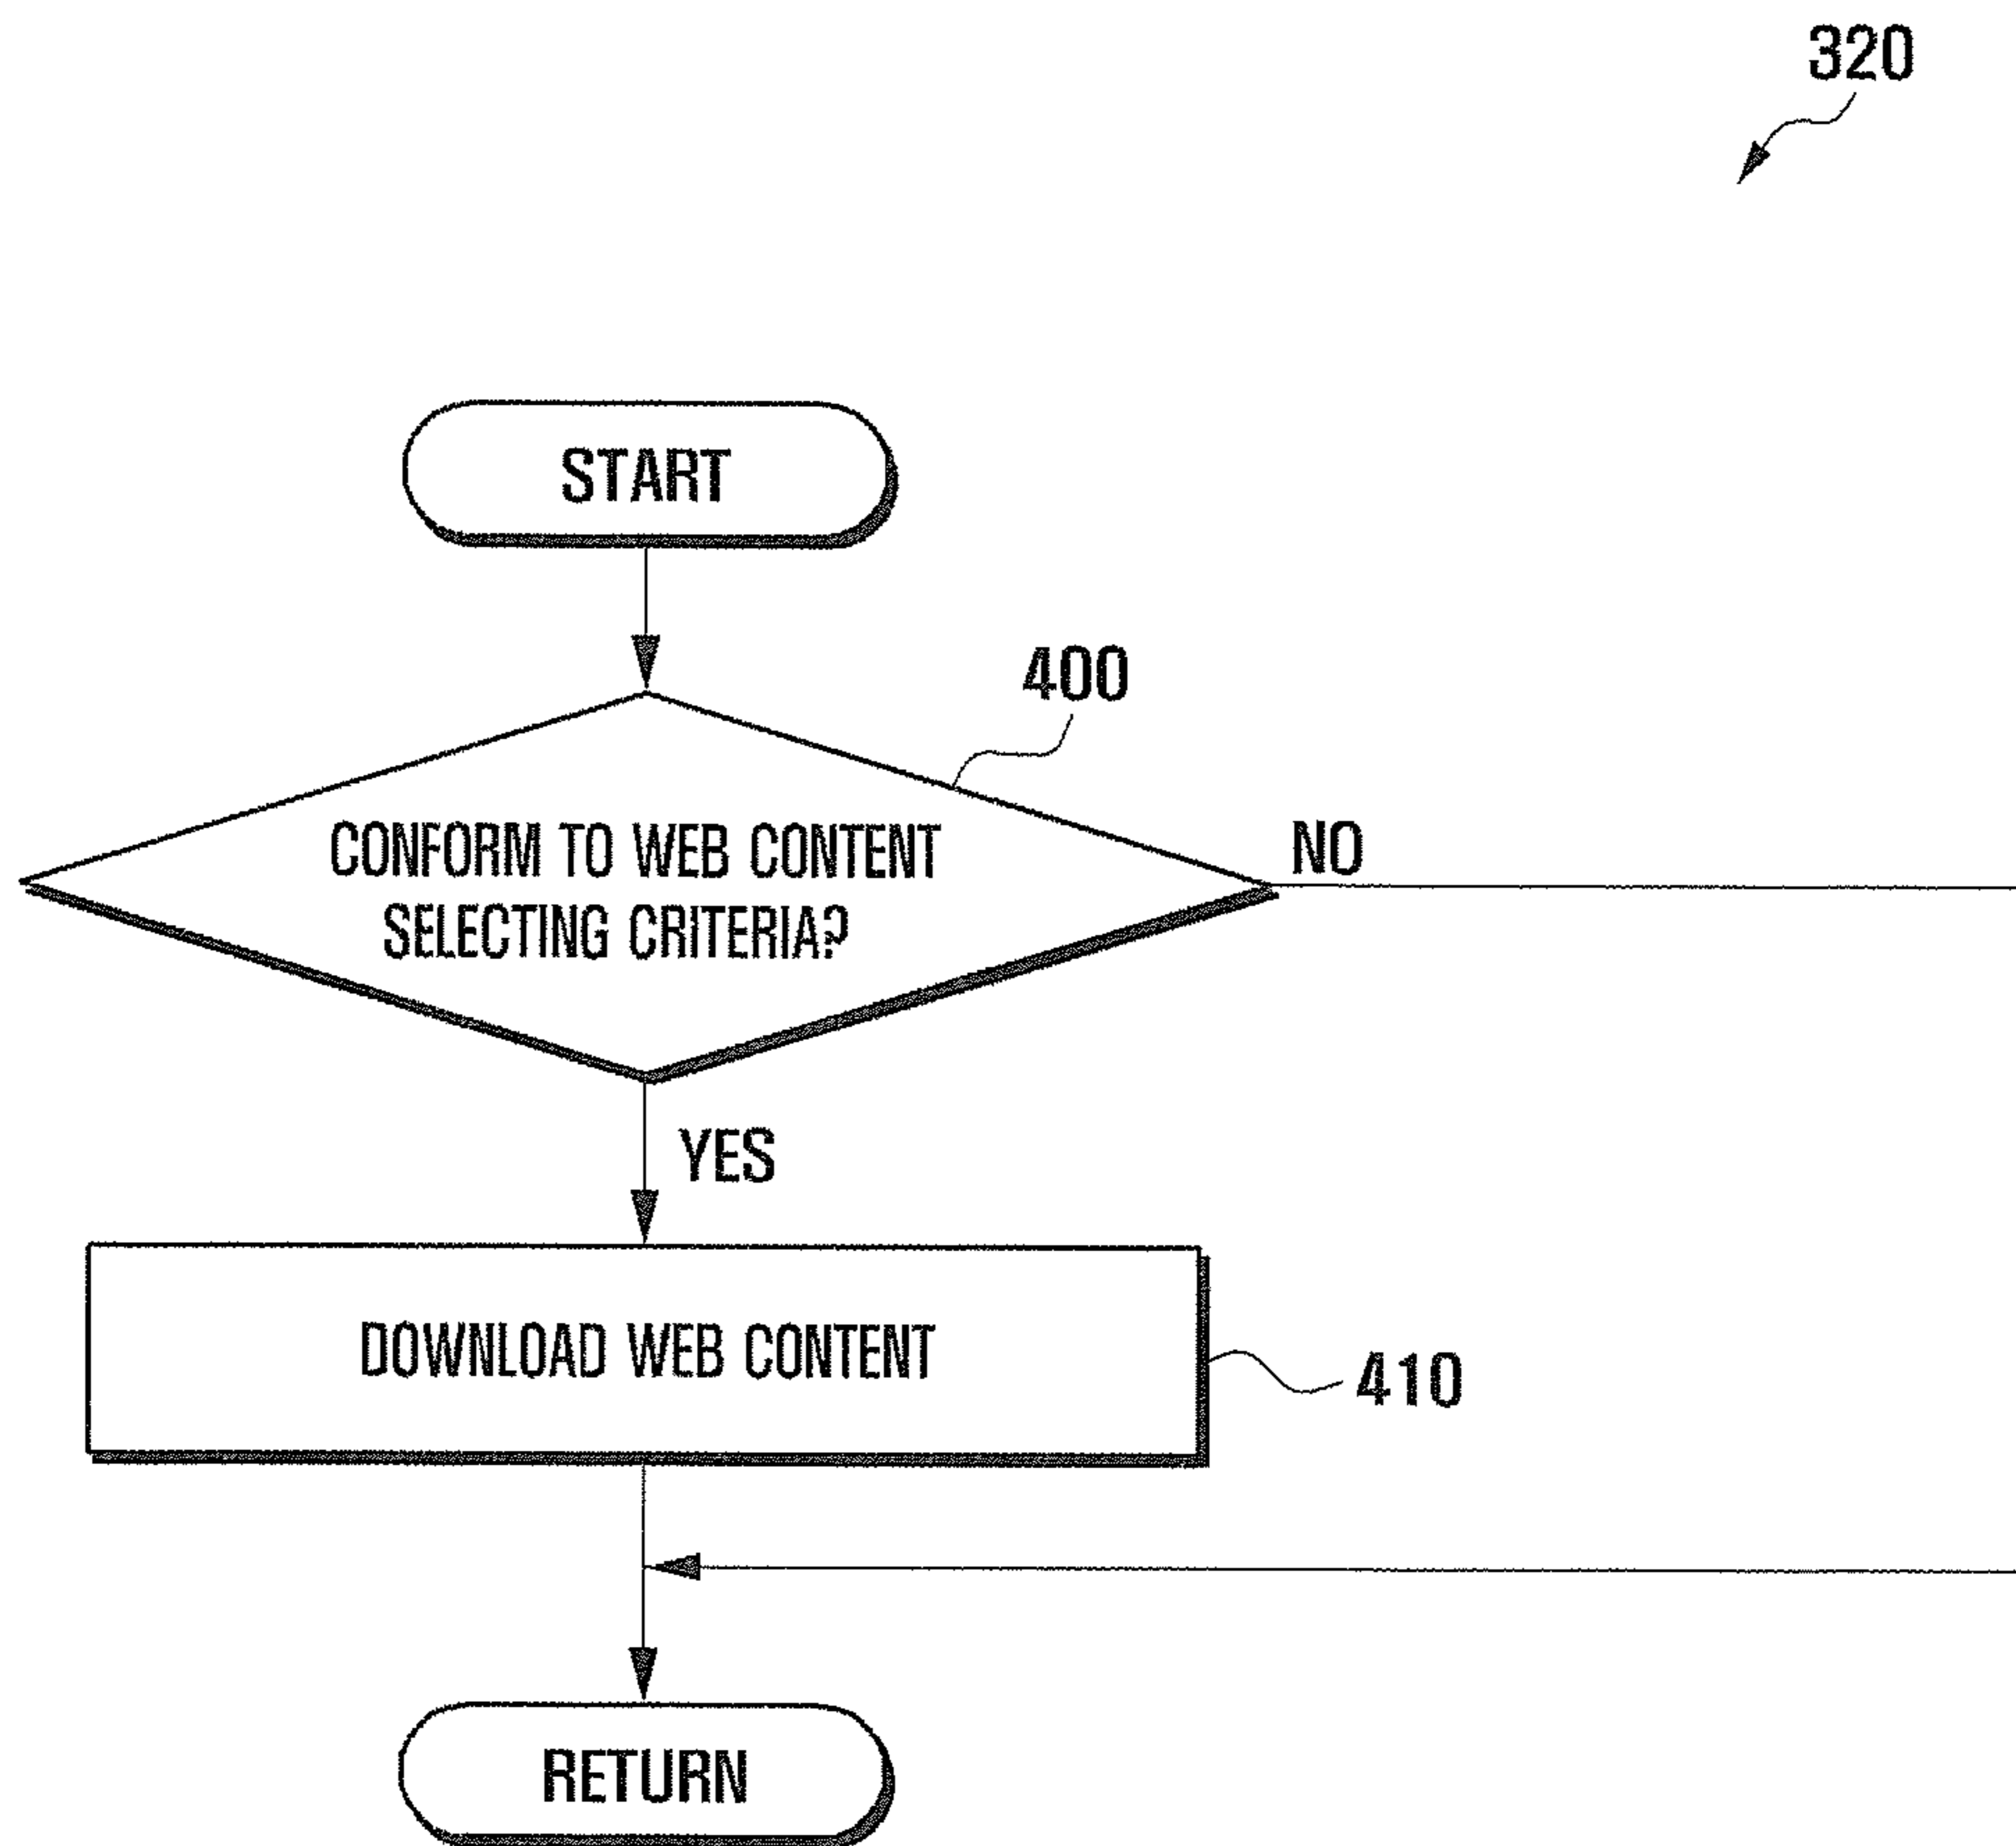 320
START
400
CONFORM TO WEB CONTENT
SELECTING CRITERIA?
NO
YES
DOWNLOAD WEB CONTENT
410
RETURN